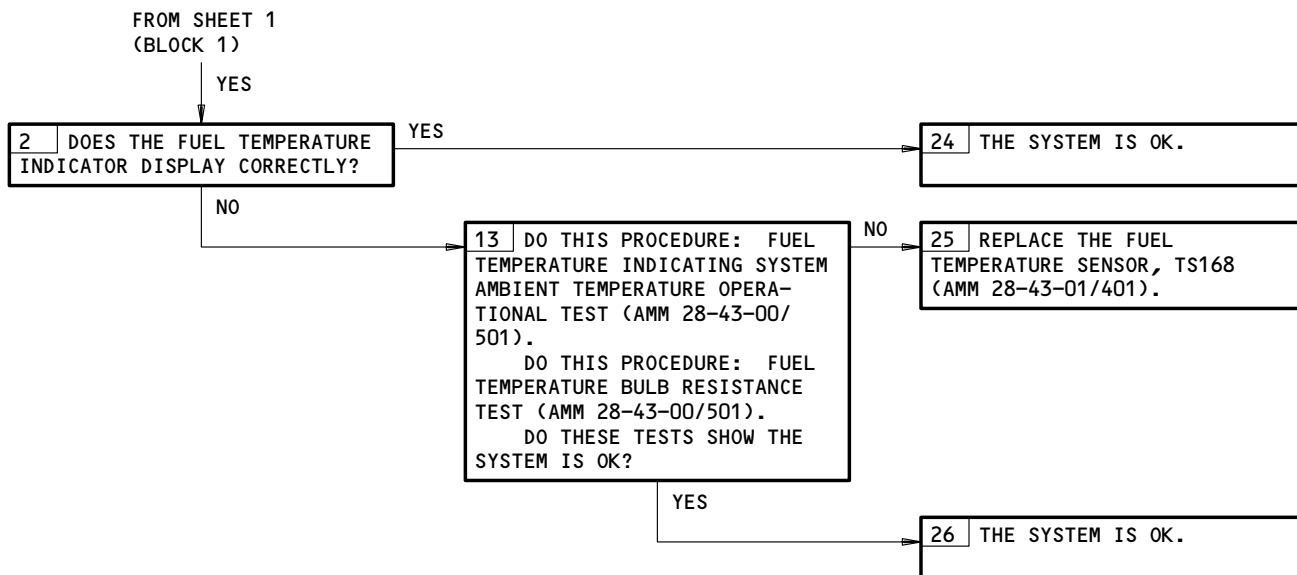 FROM SHEET 1
(BLOCK 1)
YES
2 DOES THE FUEL TEMPERATURE
INDICATOR DISPLAY CORRECTLY?
YES
24 THE SYSTEM IS OK.
NO
13 DO THIS PROCEDURE: FUEL
TEMPERATURE INDICATING SYSTEM
AMBIENT TEMPERATURE OPERA-
TIONAL TEST (AMM 28-43-00/
501).
DO THIS PROCEDURE: FUEL
TEMPERATURE BULB RESISTANCE
TEST (AMM 28-43-00/501).
DO THESE TESTS SHOW THE
SYSTEM IS OK?
NO
25 REPLACE THE FUEL
TEMPERATURE SENSOR, TS168
(AMM 28-43-01/401).
YES
26 THE SYSTEM IS OK.